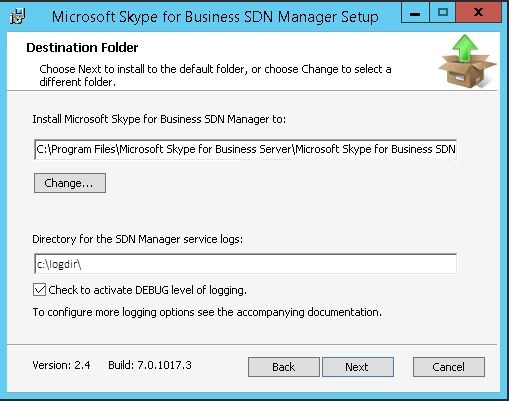 Microsoft Skype for Business SDN Manager Setup
Destination Folder
Choose Next to install to the default folder, or choose Change to select a
different folder.
Install Microsoft Skype for Business SDN Manager to:
C:\Program Files\Microsoft Skype for Business Server\Microsoft Skype for Business SDN
Change...
Directory for the SDN Manager service logs:
c:\logdir\
Check to activate DEBUG level of logging.
To configure more logging options see the accompanying documentation.
Version: 2.4 Build: 7.0.1017.3 Back Next Cancel